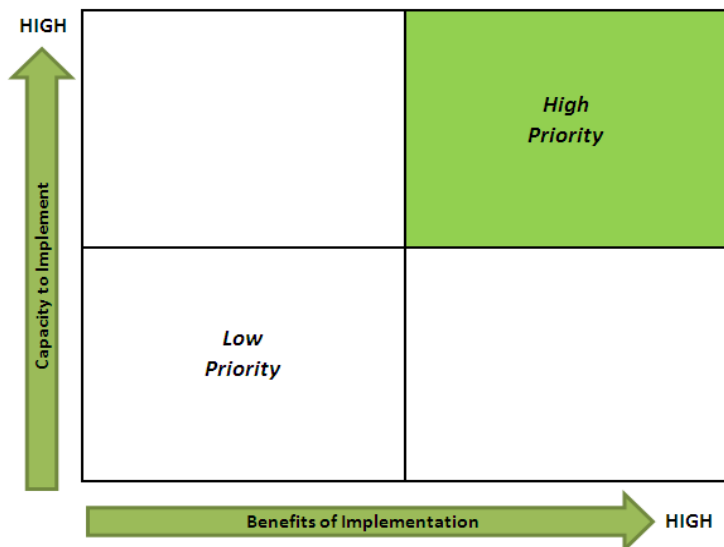 HIGH
High
Priority
Capacity to Implement
Low
Priority
Benefits of Implementation
HIGH